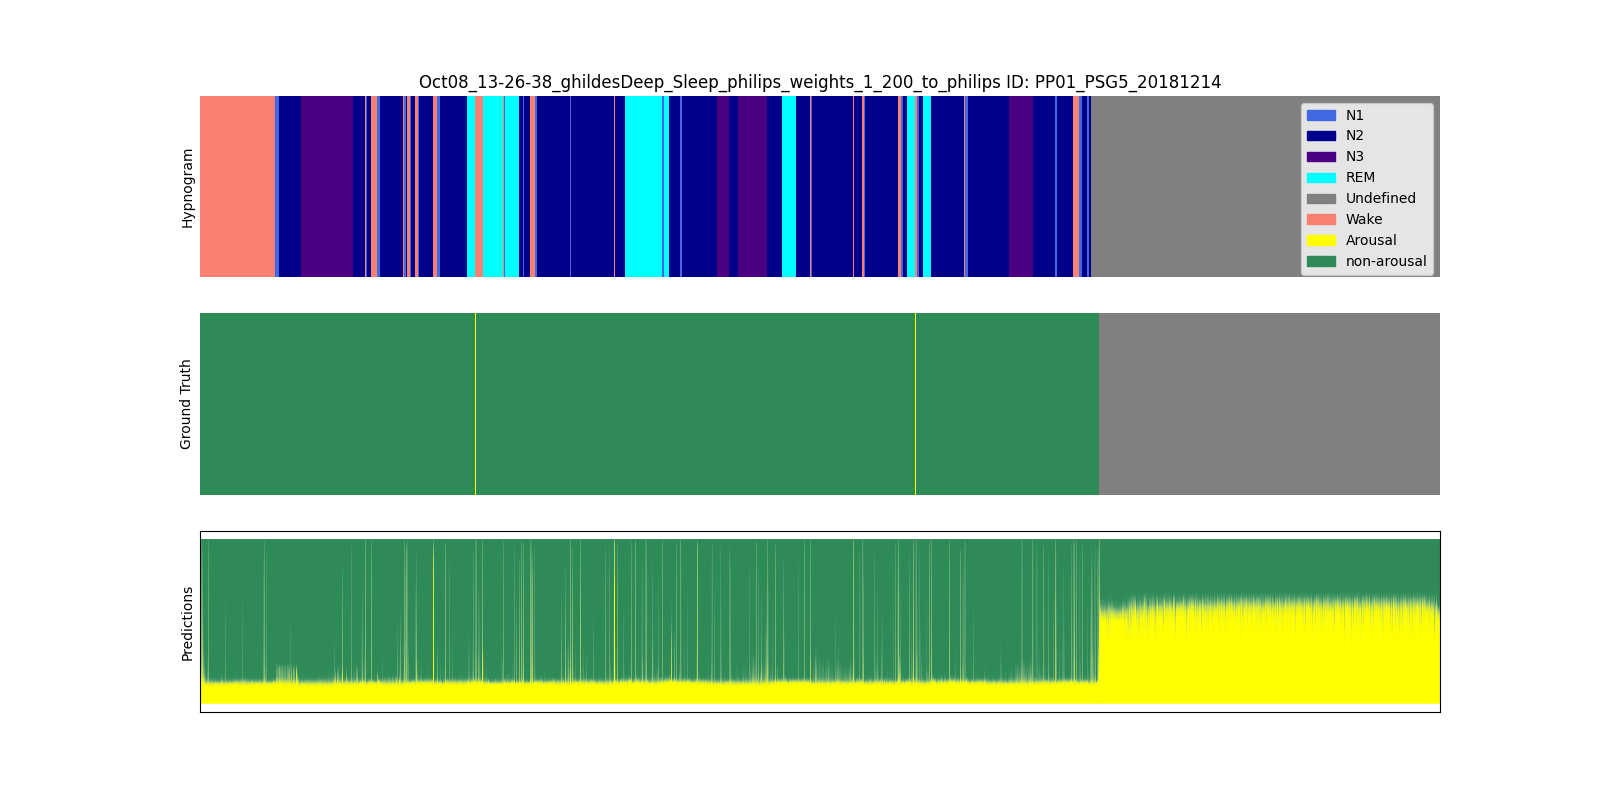 Oct08_13-26-38_ghildesDeep_Sleep_philips_weights_1_200_to_philips ID: PP01_PSG5_20181214
Hypnogram
N1
N2
N3
REM
Undefined
Wake
Arousal
non-arousal
Ground Truth
Predictions